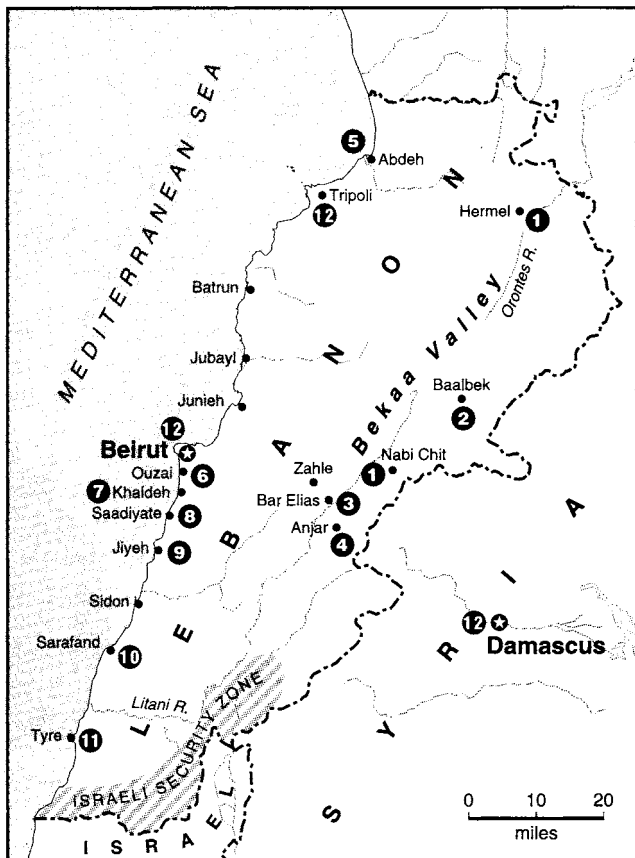 MEDITERRANEAN SEA
5
Abdeh
Tripoli
12
Hermel
1
Orontes R.
Batrun
Bekaa Valley
Jubayl
Baalbek
2
Junieh
12
Beirut
Nabi Chit
1
Ouzai
6
Zahle
7
Khaldeh
Bar Elias
3
Saadiyate
8
Anjar
4
Jiyeh
9
Sidon
12
Damascus
Sarafand
10
Litani R.
Tyre
11
ISRAELI SECURITY ZONE
LEBANON
SYRIA
ISRAEL
0 10 20
miles